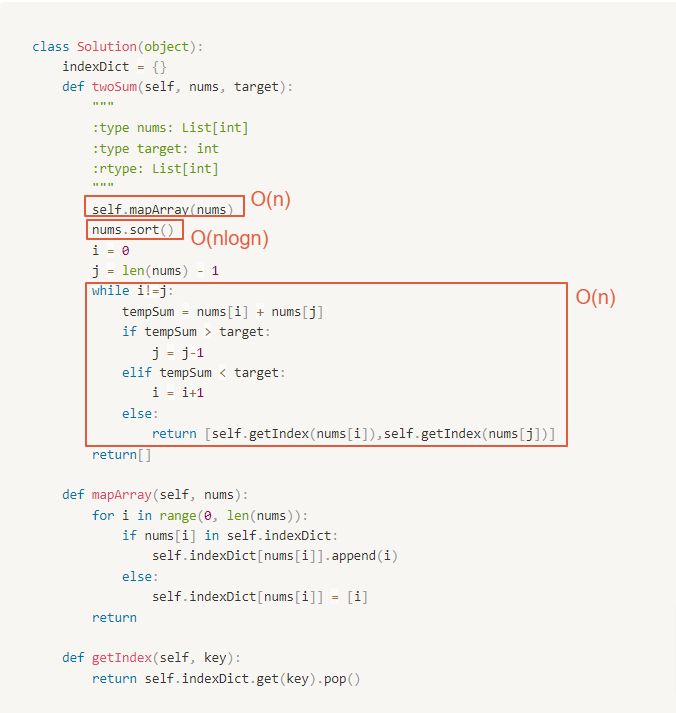 class Solution(object):
    indexDict = {}
    def twoSum(self, nums, target):
        """
        :type nums: List[int]
        :type target: int
        :rtype: List[int]
        """
        self.mapArray(nums) O(n)
        nums.sort() O(nlogn)
        i = 0
        j = len(nums) - 1
        while i!=j: O(n)
            tempSum = nums[i] + nums[j]
            if tempSum > target:
                j = j-1
            elif tempSum < target:
                i = i+1
            else:
                return [self.getIndex(nums[i]),self.getIndex(nums[j])]
        return[]

    def mapArray(self, nums):
        for i in range(0, len(nums)):
            if nums[i] in self.indexDict:
                self.indexDict[nums[i]].append(i)
            else:
                self.indexDict[nums[i]] = [i]
        return

    def getIndex(self, key):
        return self.indexDict.get(key).pop()